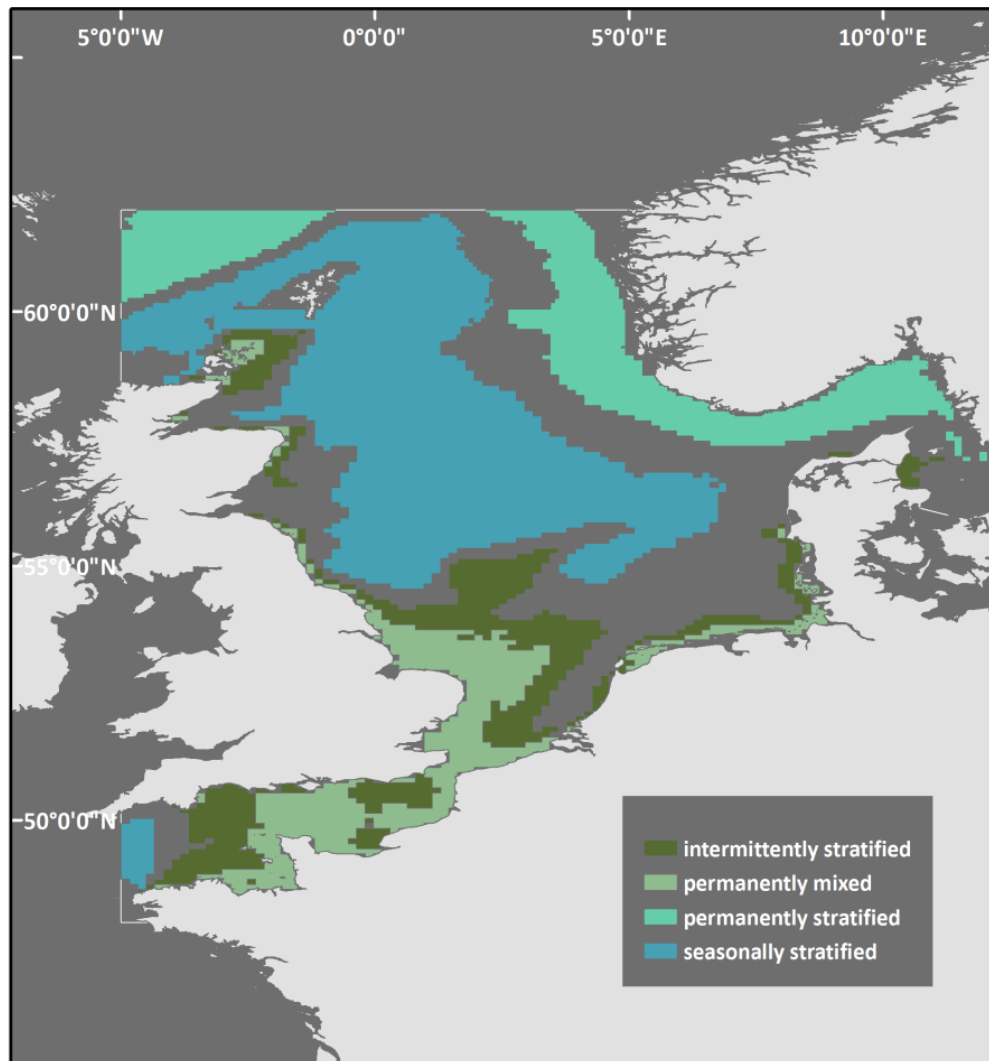 5°0'0"W 0°0'0" 5°0'0"E 10°0'0"E
60°0'0"N
55°0'0"N
50°0'0"N
intermittently stratified
permanently mixed
permanently stratified
seasonally stratified